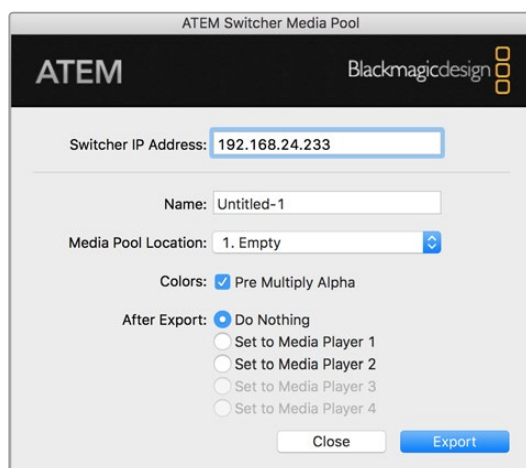 ATEM Switcher Media Pool
ATEM
Blackmagicdesign
Switcher IP Address: 192.168.24.233
Name: Untitled-1
Media Pool Location: 1. Empty
Colors: Pre Multiply Alpha
After Export: Do Nothing
Set to Media Player 1
Set to Media Player 2
Set to Media Player 3
Set to Media Player 4
Close Export